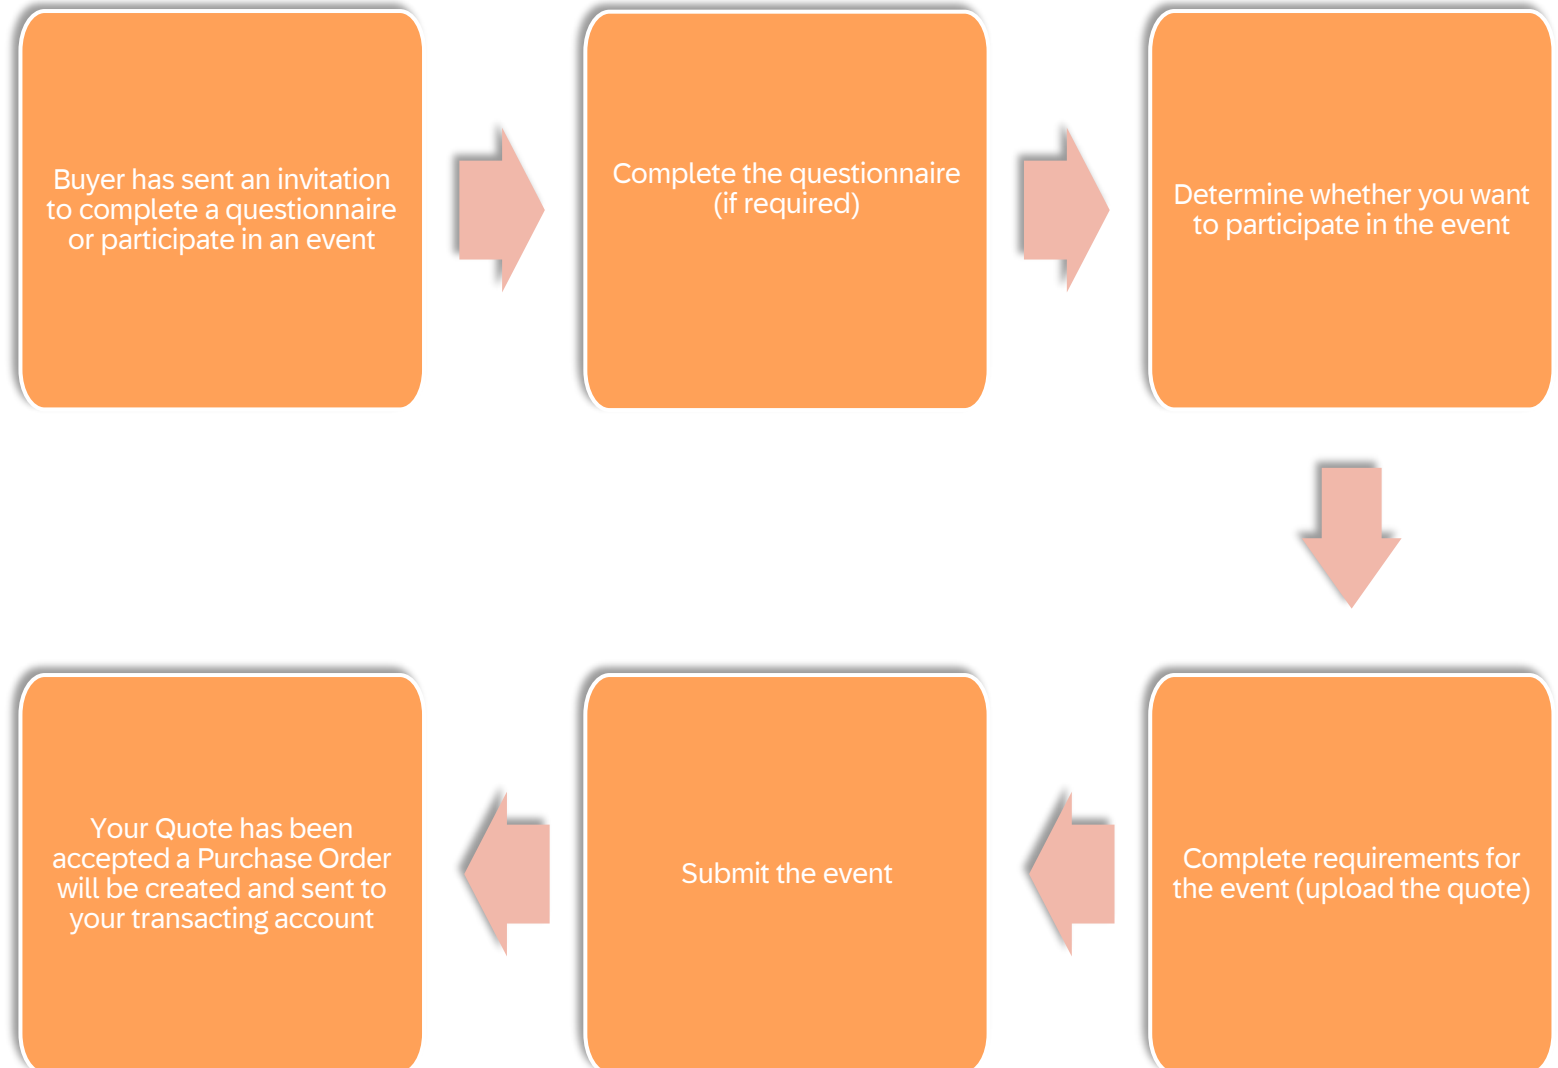 Buyer has sent an invitation
to complete a questionnaire
or participate in an event
Complete the questionnaire
(if required)
Determine whether you want
to participate in the event
Complete requirements for
the event (upload the quote)
Submit the event
Your Quote has been
accepted a Purchase Order
will be created and sent to
your transacting account